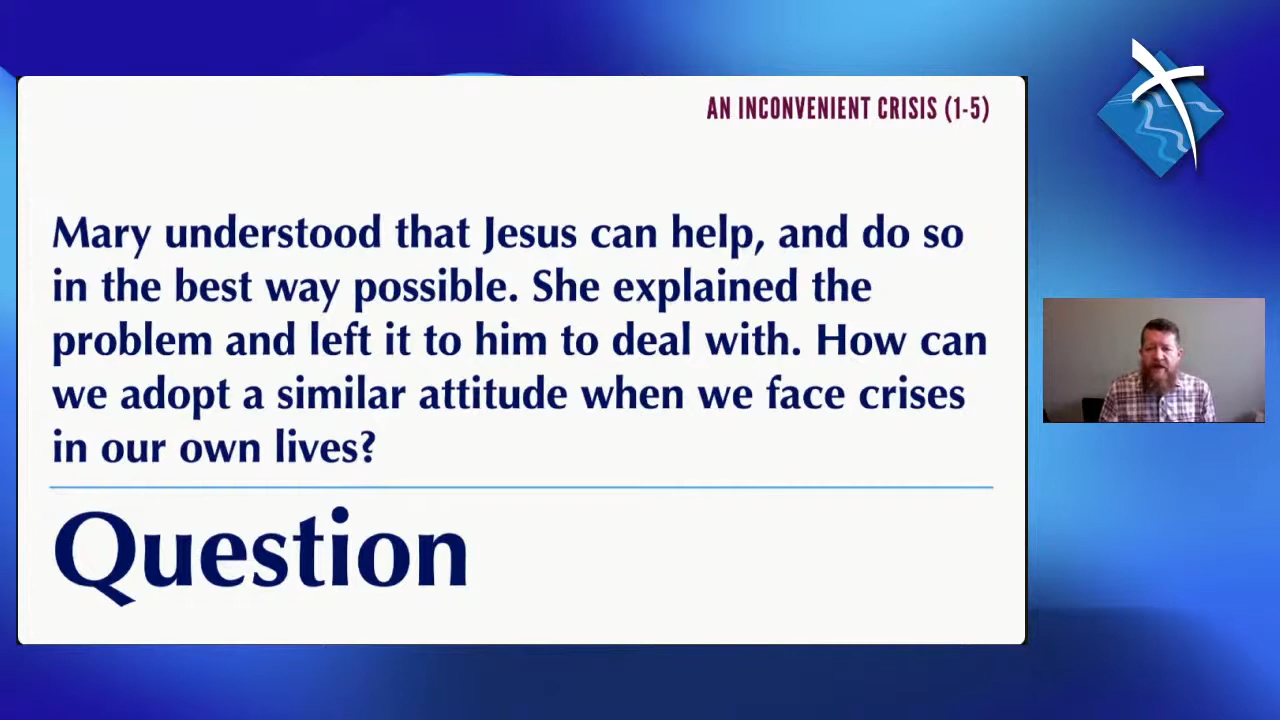 AN INCONVENIENT CRISIS (1-5)
Mary understood that Jesus can help, and do so
in the best way possible. She explained the
problem and left it to him to deal with. How can
we adopt a similar attitude when we face crises
in our own lives?
Question